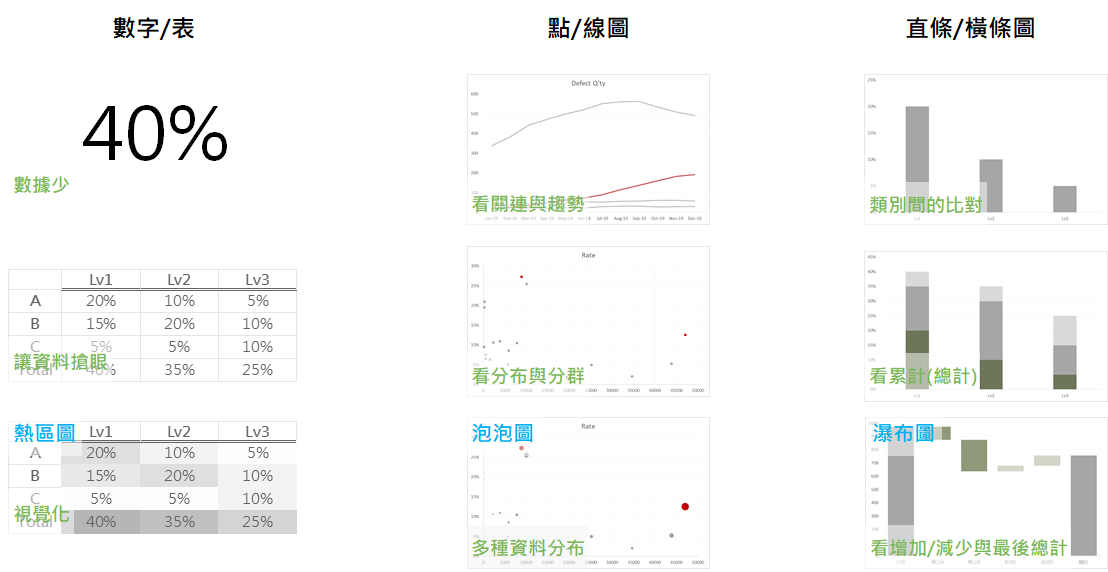 數字/表
點/線圖
直條/橫條圖
40%
數據少
Defect Q'ty
600
500
400
300
200
100
Jan-19 Feb-19 Mar-19 Apr-19 May-19 Jun-19 Jul-19 Aug-19 Sep-19 Oct-19 Nov-19 Dec-19
看關連與趨勢
25%
20%
15%
10%
5%
Lv1 Lv2 Lv3
類別間的比對
Lv1 Lv2 Lv3
A 20% 10% 5%
B 15% 20% 10%
C 5% 5% 10%
Total 40% 35% 25%
讓資料搶眼
Rate
30%
25%
20%
15%
10%
5%
0%
0 5000 10000 15000 20000 25000 30000 35000 40000 45000 50000
看分布與分群
45%
40%
35%
30%
25%
20%
15%
10%
5%
0%
Lv1 Lv2 Lv3
看累計(總計)
熱區圖
Lv1 Lv2 Lv3
A 20% 10% 5%
B 15% 20% 10%
C 5% 5% 10%
Total 40% 35% 25%
視覺化
泡泡圖
Rate
25%
20%
15%
10%
5%
0%
0 5000 10000 15000 20000 25000 30000 35000 40000 45000 50000
多種資料分布
瀑布圖
800
700
600
500
400
300
200
看增加/減少與最後總計